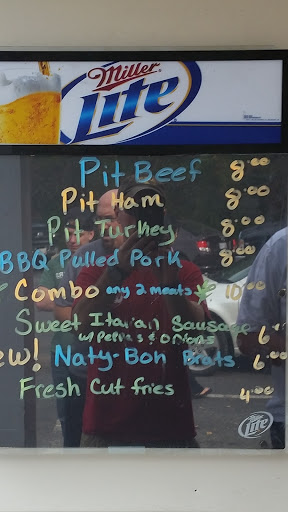 Miller
Lite
Pit Beef 8.00
Pit Ham 8.00
Pit Turkey 8.00
BBQ Pulled Pork 8.00
Combo any 2 meats 10.00
Sweet Italian Sausage 6
w/ Peppers & Onions
ew! Naty-Boh Brats 6.00
Fresh Cut fries 4.00
Miller
Lite